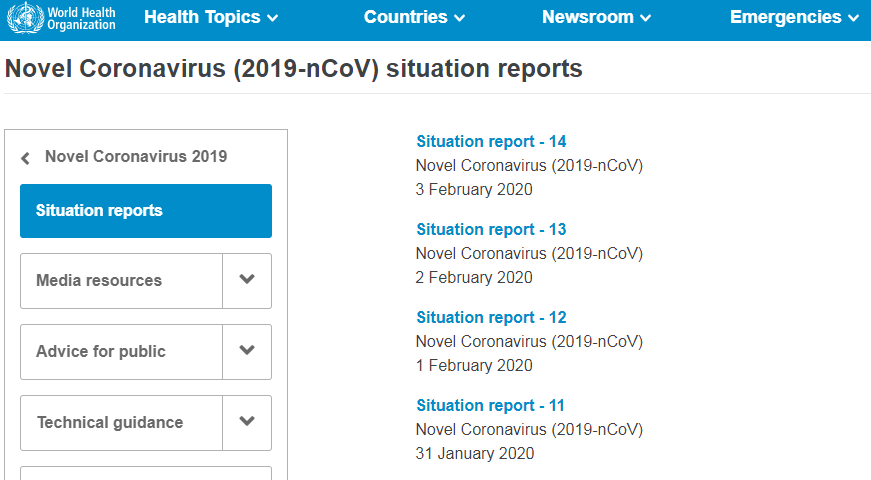 World Health
Organization
Health Topics
Countries
Newsroom
Emergencies
Novel Coronavirus (2019-nCoV) situation reports
Novel Coronavirus 2019
Situation reports
Media resources
Advice for public
Technical guidance
Situation report - 14
Novel Coronavirus (2019-nCoV)
3 February 2020
Situation report - 13
Novel Coronavirus (2019-nCoV)
2 February 2020
Situation report - 12
Novel Coronavirus (2019-nCoV)
1 February 2020
Situation report - 11
Novel Coronavirus (2019-nCoV)
31 January 2020